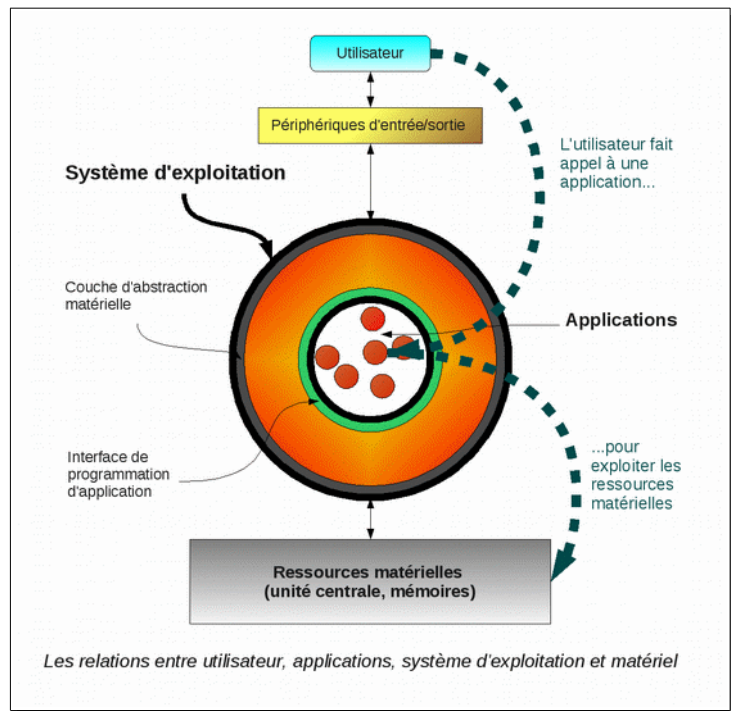 Utilisateur
Périphériques d'entrée/sortie
L'utilisateur fait
appel à une
application...
Système d'exploitation
Couche d'abstraction
matérielle
Applications
Interface de
programmation
d'application
...pour
exploiter les
ressources
matérielles
Ressources matérielles
(unité centrale, mémoires)
Les relations entre utilisateur, applications, système d'exploitation et matériel